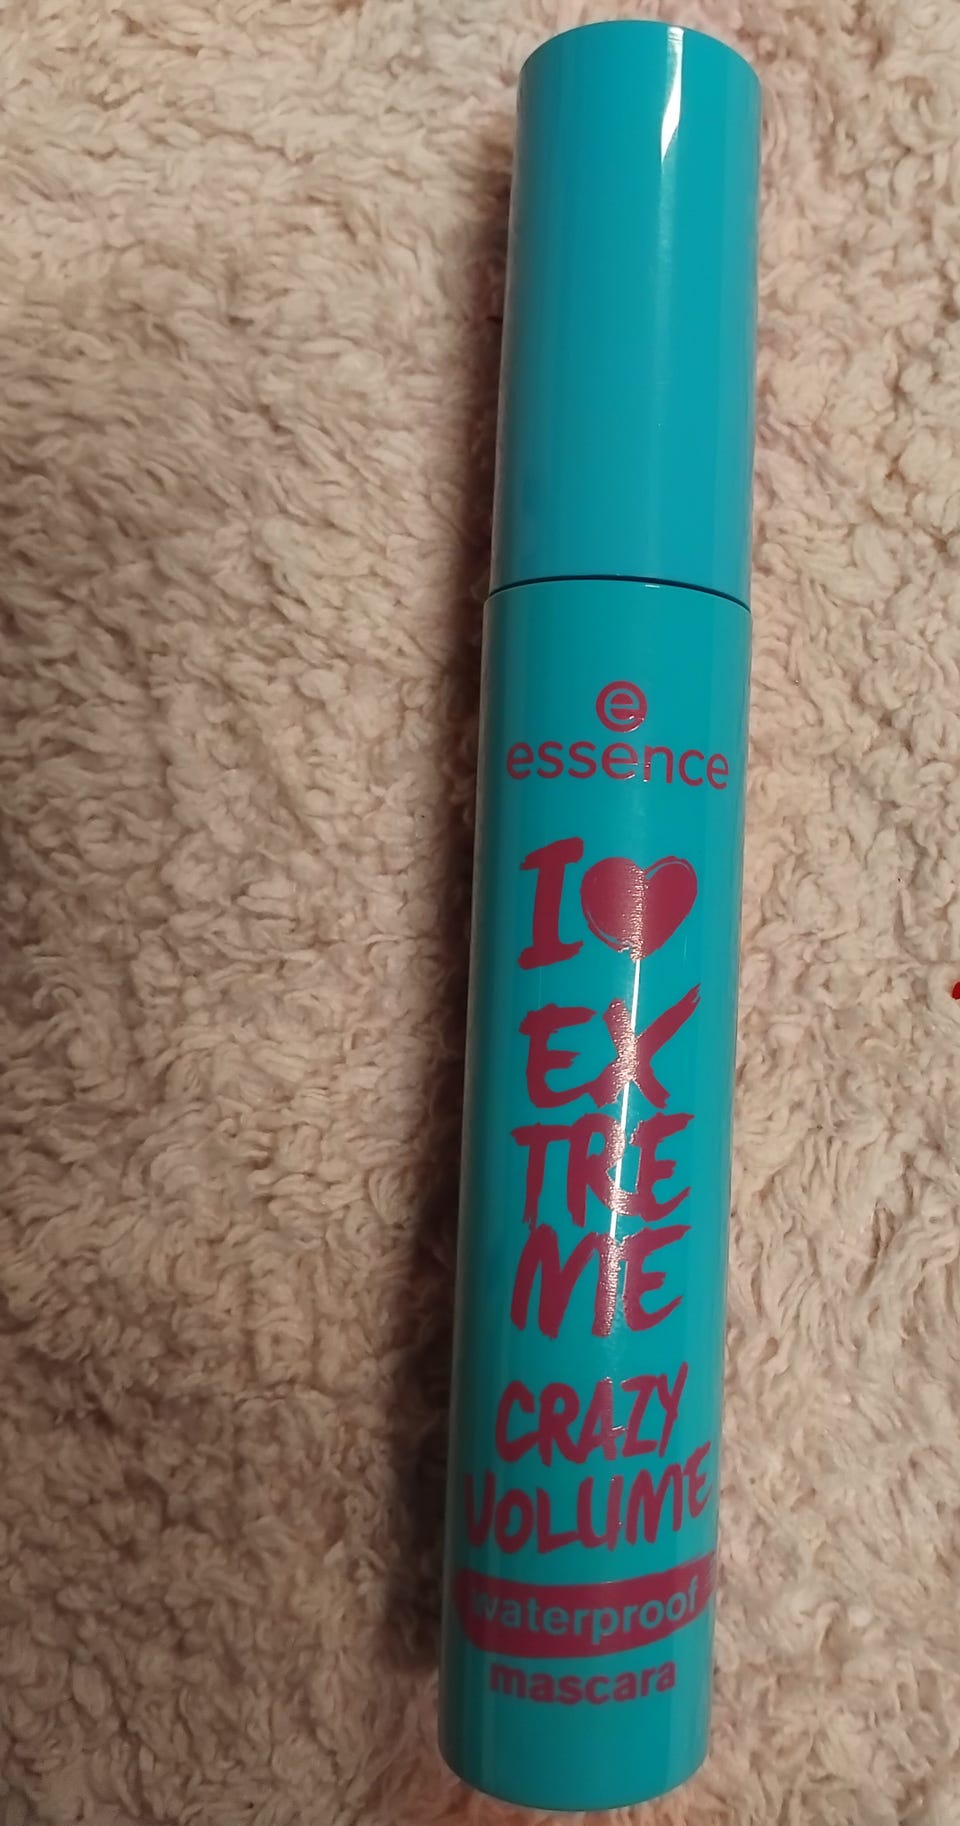 e
essence
I ♥
EX
TRE
ME
CRAZY
VOLUME
waterproof
mascara